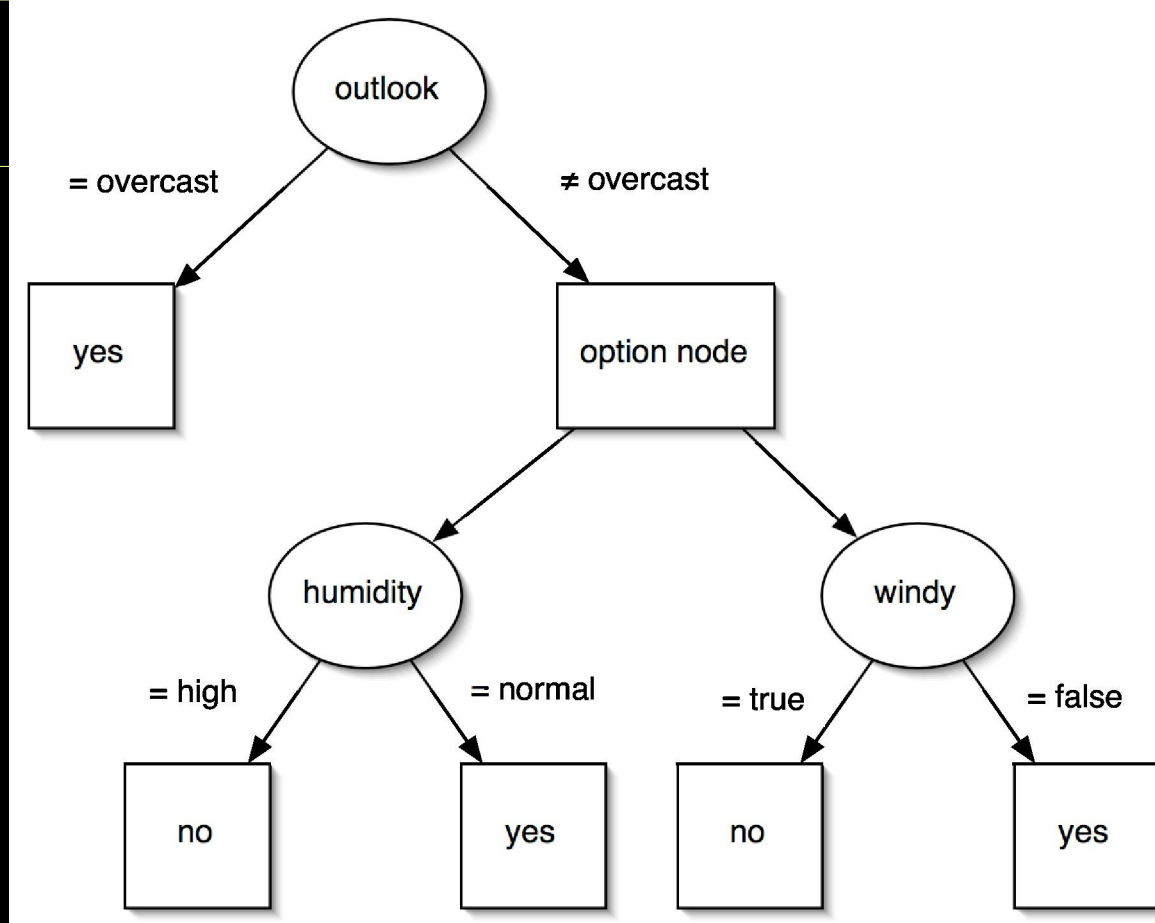 outlook
= overcast
≠ overcast
yes
option node
humidity
windy
= high
= normal
= true
= false
no
yes
no
yes